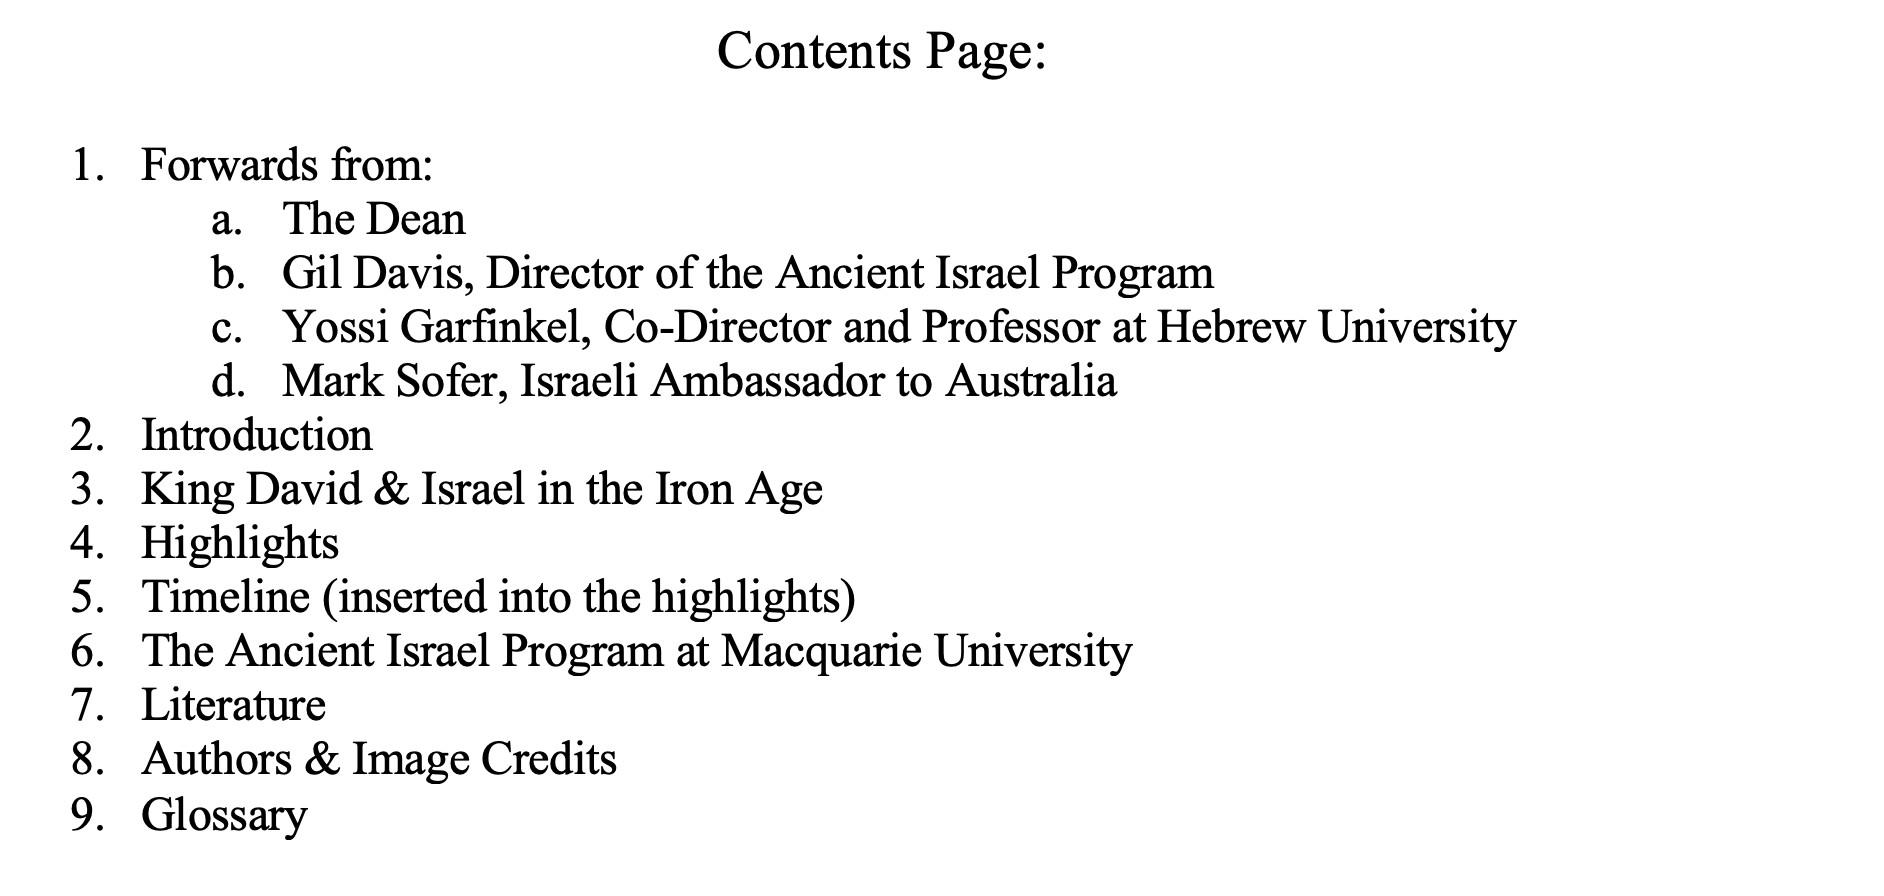 Contents Page:
1. Forwards from:
a. The Dean
b. Gil Davis, Director of the Ancient Israel Program
c. Yossi Garfinkel, Co-Director and Professor at Hebrew University
d. Mark Sofer, Israeli Ambassador to Australia
2. Introduction
3. King David & Israel in the Iron Age
4. Highlights
5. Timeline (inserted into the highlights)
6. The Ancient Israel Program at Macquarie University
7. Literature
8. Authors & Image Credits
9. Glossary